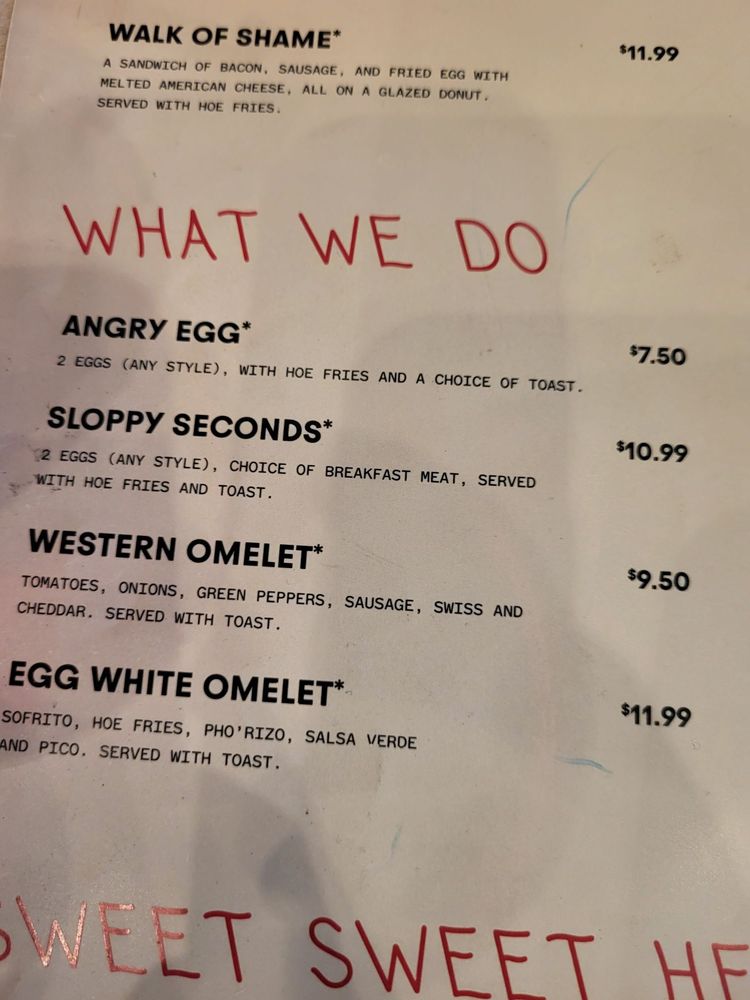 WALK OF SHAME* $11.99
A SANDWICH OF BACON, SAUSAGE, AND FRIED EGG WITH
MELTED AMERICAN CHEESE, ALL ON A GLAZED DONUT.
SERVED WITH HOE FRIES.
WHAT WE DO
ANGRY EGG* $7.50
2 EGGS (ANY STYLE), WITH HOE FRIES AND A CHOICE OF TOAST.
SLOPPY SECONDS* $10.99
2 EGGS (ANY STYLE), CHOICE OF BREAKFAST MEAT, SERVED
WITH HOE FRIES AND TOAST.
WESTERN OMELET* $9.50
TOMATOES, ONIONS, GREEN PEPPERS, SAUSAGE, SWISS AND
CHEDDAR. SERVED WITH TOAST.
EGG WHITE OMELET* $11.99
SOFRITO, HOE FRIES, PHO'RIZO, SALSA VERDE
AND PICO. SERVED WITH TOAST.
SWEET SWEET HE